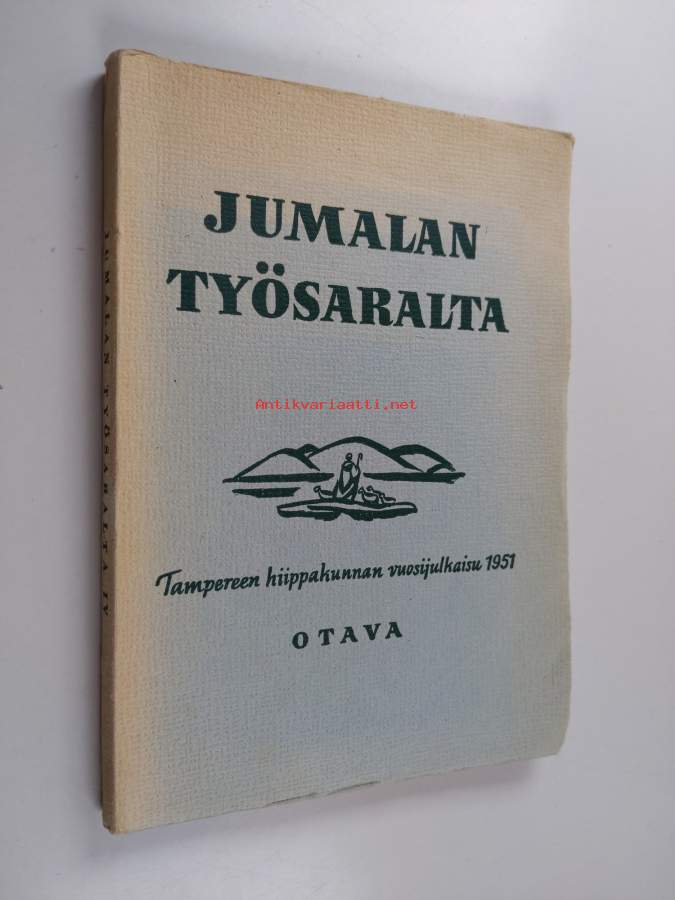 JUMALAN
TYÖSARALTA
Antikvariaatti.net
Tampereen hiippakunnan vuosijulkaisu 1951
OTAVA
JUMALAN TYÖSARALTA IV